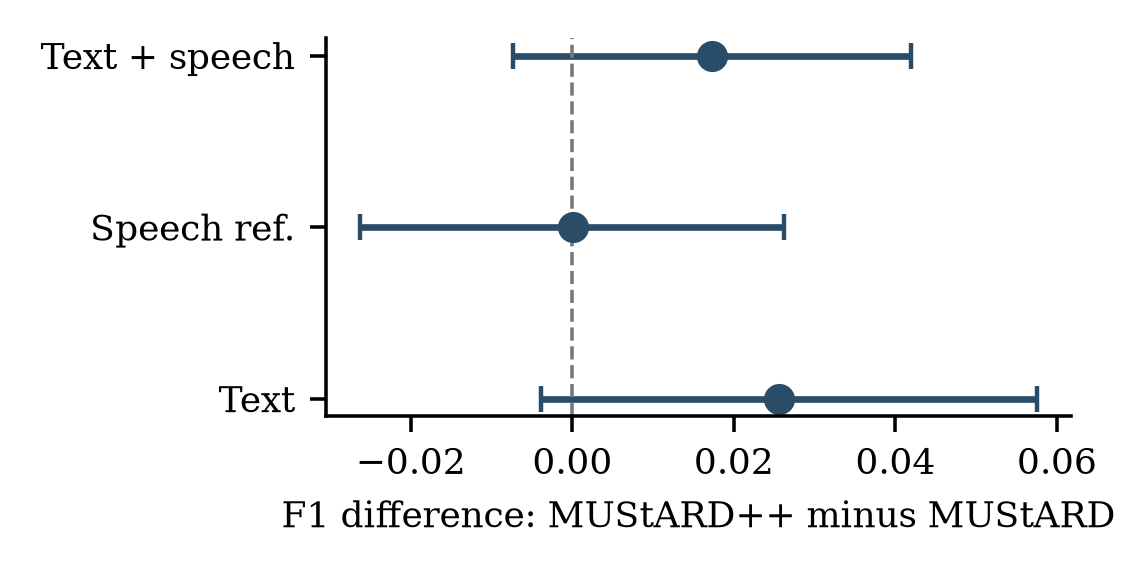 Text + speech
Speech ref.
Text
−0.02 0.00 0.02 0.04 0.06
F1 difference: MUStARD++ minus MUStARD